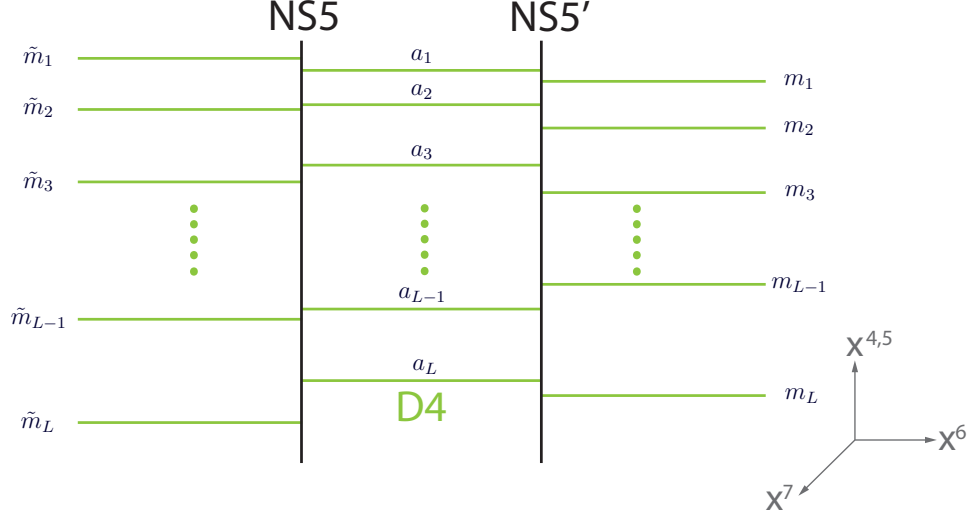 NS5 NS5’
m̃₁ a₁ m₁
m̃₂ a₂ m₂
m̃₃ a₃ m₃
m̃_{L−1} a_{L−1} m_{L−1}
m̃_L a_L m_L
D4
x⁴,⁵
x⁶
x⁷